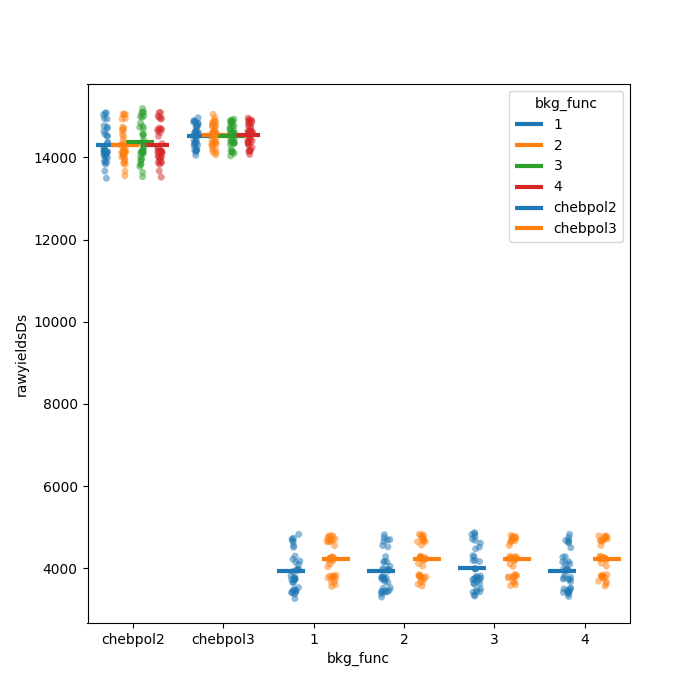 bkg_func
1
2
3
4
chebpol2
chebpol3
14000
12000
10000
8000
6000
4000
rawyieldsDs
chebpol2 chebpol3 1 2 3 4
bkg_func